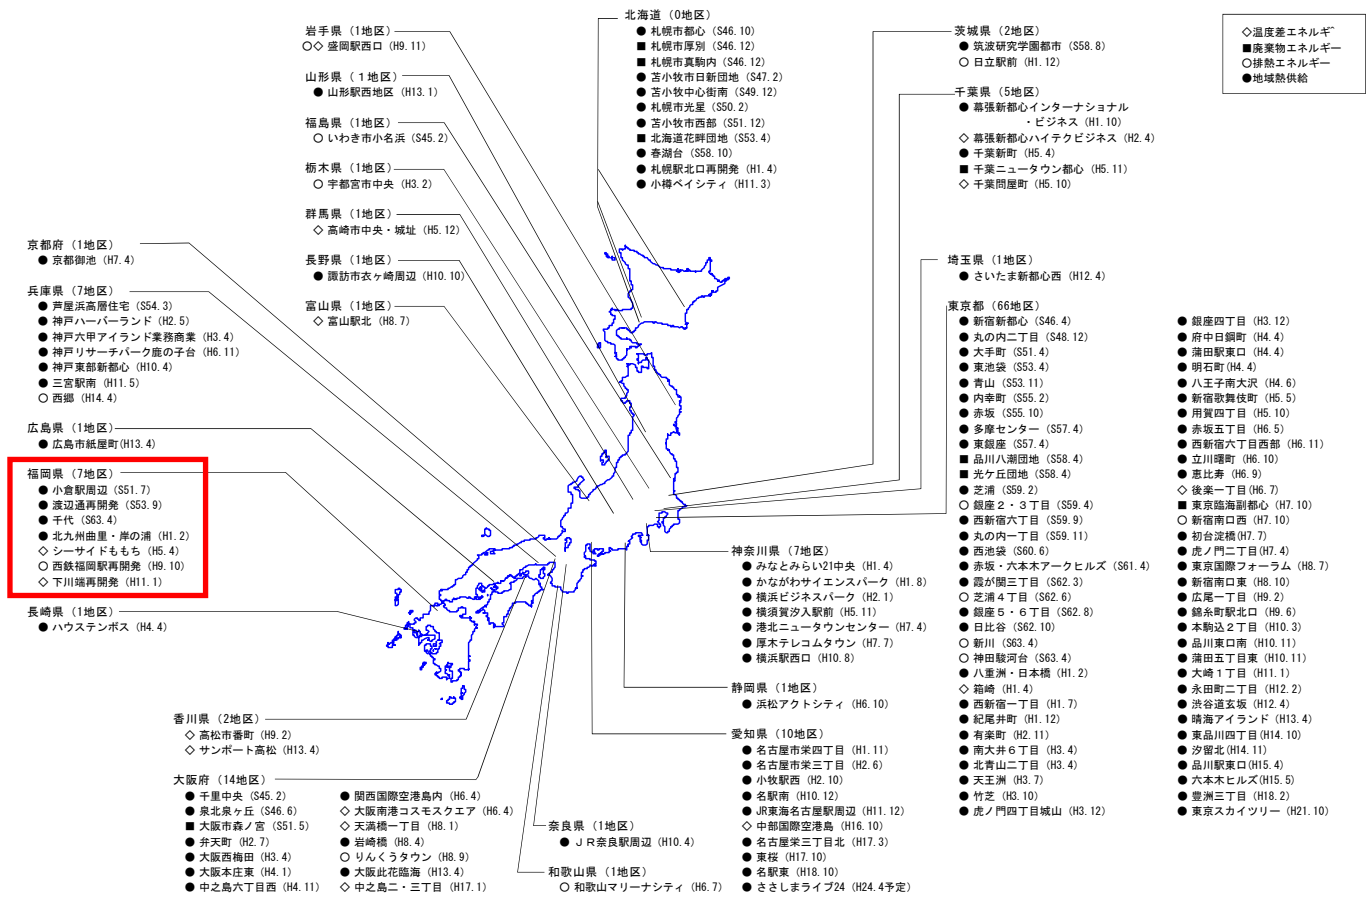 北海道 (0地区)
● 札幌市都心 (S46.10)
■ 札幌市厚別 (S46.12)
■ 札幌市真駒内 (S46.12)
● 苫小牧市日新団地 (S47.2)
● 苫小牧中心街南 (S49.12)
● 札幌市光星 (S50.2)
● 苫小牧市西部 (S51.12)
■ 北海道花畔団地 (S53.4)
● 春湖台 (S58.10)
● 札幌駅北口再開発 (H1.4)
● 小樽ベイシティ (H11.3)
岩手県 (1地区)
○◇ 盛岡駅西口 (H9.11)
山形県 (1地区)
● 山形駅西地区 (H13.1)
福島県 (1地区)
○ いわき市小名浜 (S45.2)
栃木県 (1地区)
○ 宇都宮市中央 (H3.2)
群馬県 (1地区)
◇ 高崎市中央・城址 (H5.12)
長野県 (1地区)
● 諏訪市衣ヶ崎周辺 (H10.10)
富山県 (1地区)
◇ 富山駅北 (H8.7)
茨城県 (2地区)
● 筑波研究学園都市 (S58.8)
○ 日立駅前 (H1.12)
千葉県 (5地区)
● 幕張新都心インターナショナル
・ビジネス (H1.10)
◇ 幕張新都心ハイテクビジネス (H2.4)
● 千葉新町 (H5.4)
■ 千葉ニュータウン都心 (H5.11)
◇ 千葉問屋町 (H5.10)
◇温度差エネルギ
■廃棄物エネルギー
○排熱エネルギー
●地域熱供給
京都府 (1地区)
● 京都御池 (H7.4)
兵庫県 (7地区)
● 芦屋浜高層住宅 (S54.3)
● 神戸ハーバーランド (H2.5)
● 神戸六甲アイランド業務商業 (H3.4)
● 神戸リサーチパーク鹿の子台 (H6.11)
● 神戸東部新都心 (H10.4)
● 三宮駅南 (H11.5)
○ 西郷 (H14.4)
広島県 (1地区)
● 広島市紙屋町(H13.4)
福岡県 (7地区)
● 小倉駅周辺 (S51.7)
● 渡辺通再開発 (S53.9)
● 千代 (S63.4)
● 北九州曲里・岸の浦 (H1.2)
◇ シーサイドももち (H5.4)
○ 西鉄福岡駅再開発 (H9.10)
◇ 下川端再開発 (H11.1)
長崎県 (1地区)
● ハウステンボス (H4.4)
埼玉県 (1地区)
● さいたま新都心西 (H12.4)
東京都 (66地区)
● 新宿新都心 (S46.4)
● 丸の内二丁目 (S48.12)
● 大手町 (S51.4)
● 東池袋 (S53.4)
● 青山 (S53.11)
● 内幸町 (S55.2)
● 赤坂 (S55.10)
● 多摩センター (S57.4)
● 東銀座 (S57.4)
■ 品川八潮団地 (S58.4)
■ 光ケ丘団地 (S58.4)
● 芝浦 (S59.2)
○ 銀座2・3丁目 (S59.4)
● 西新宿六丁目 (S59.9)
● 丸の内一丁目 (S59.11)
● 西池袋 (S60.6)
● 赤坂・六本木アークヒルズ (S61.4)
● 霞が関三丁目 (S62.3)
○ 芝浦4丁目 (S62.6)
● 銀座5・6丁目 (S62.8)
● 日比谷 (S62.10)
○ 新川 (S63.4)
○ 神田駿河台 (S63.4)
● 八重洲・日本橋 (H1.2)
◇ 箱崎 (H1.4)
● 西新宿一丁目 (H1.7)
● 紀尾井町 (H1.12)
● 有楽町 (H2.11)
● 南大井6丁目 (H3.4)
● 北青山二丁目 (H3.4)
● 天王洲 (H3.7)
● 竹芝 (H3.10)
● 虎ノ門四丁目城山 (H3.12)
● 銀座四丁目 (H3.12)
● 府中日鋼町 (H4.4)
● 蒲田駅東口 (H4.4)
● 明石町(H4.4)
● 八王子南大沢 (H4.6)
● 新宿歌舞伎町 (H5.5)
● 用賀四丁目 (H5.10)
● 赤坂五丁目 (H6.5)
● 西新宿六丁目西部 (H6.11)
● 立川曙町 (H6.10)
● 恵比寿 (H6.9)
◇ 後楽一丁目(H6.7)
■ 東京臨海副都心 (H7.10)
○ 新宿南口西 (H7.10)
● 初台淀橋(H7.7)
● 虎ノ門二丁目(H7.4)
● 東京国際フォーラム (H8.7)
● 新宿南口東 (H8.10)
● 広尾一丁目 (H9.2)
● 錦糸町駅北口 (H9.6)
● 本駒込2丁目 (H10.3)
● 品川東口南 (H10.11)
● 蒲田五丁目東 (H10.11)
● 大崎1丁目 (H11.1)
● 永田町二丁目 (H12.2)
● 渋谷道玄坂 (H12.4)
● 晴海アイランド (H13.4)
● 東品川四丁目 (H14.10)
● 汐留北(H14.11)
● 品川駅東口(H15.4)
● 六本木ヒルズ(H15.5)
● 豊洲三丁目 (H18.2)
● 東京スカイツリー (H21.10)
神奈川県 (7地区)
● みなとみらい21中央 (H1.4)
● かながわサイエンスパーク (H1.8)
● 横浜ビジネスパーク (H2.1)
● 横須賀汐入駅前 (H5.11)
● 港北ニュータウンセンター (H7.4)
● 厚木テレコムタウン (H7.7)
● 横浜駅西口 (H10.8)
静岡県 (1地区)
● 浜松アクトシティ (H6.10)
愛知県 (10地区)
● 名古屋市栄四丁目 (H1.11)
● 名古屋市栄三丁目 (H2.6)
● 小牧駅西 (H2.10)
● 名駅南 (H10.12)
● JR東海名古屋駅周辺 (H11.12)
◇ 中部国際空港島 (H16.10)
● 名古屋栄三丁目北 (H17.3)
● 東桜 (H17.10)
● 名駅東 (H18.10)
● ささしまライブ24 (H24.4予定)
香川県 (2地区)
◇ 高松市番町 (H9.2)
◇ サンポート高松 (H13.4)
大阪府 (14地区)
● 千里中央 (S45.2)
● 泉北泉ヶ丘 (S46.6)
■ 大阪市森ノ宮 (S51.5)
● 弁天町 (H2.7)
● 大阪西梅田 (H3.4)
● 大阪本庄東 (H4.1)
● 中之島六丁目西 (H4.11)
● 関西国際空港島内 (H6.4)
◇ 大阪南港コスモスクエア (H6.4)
◇ 天満橋一丁目 (H8.1)
● 岩崎橋 (H8.4)
○ りんくうタウン (H8.9)
● 大阪此花臨海 (H13.4)
◇ 中之島二・三丁目 (H17.1)
奈良県 (1地区)
● JR奈良駅周辺 (H10.4)
和歌山県 (1地区)
○ 和歌山マリーナシティ (H6.7)